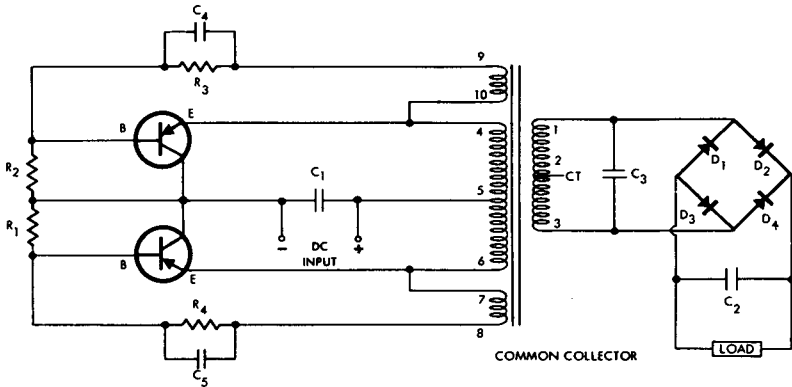 C4
R3
9
10
B
E
4
R2
C1
5
R1
DC
INPUT
−
+
B
E
6
7
R4
8
C5
1
2
CT
3
C3
D1
D2
D3
D4
C2
LOAD
COMMON COLLECTOR